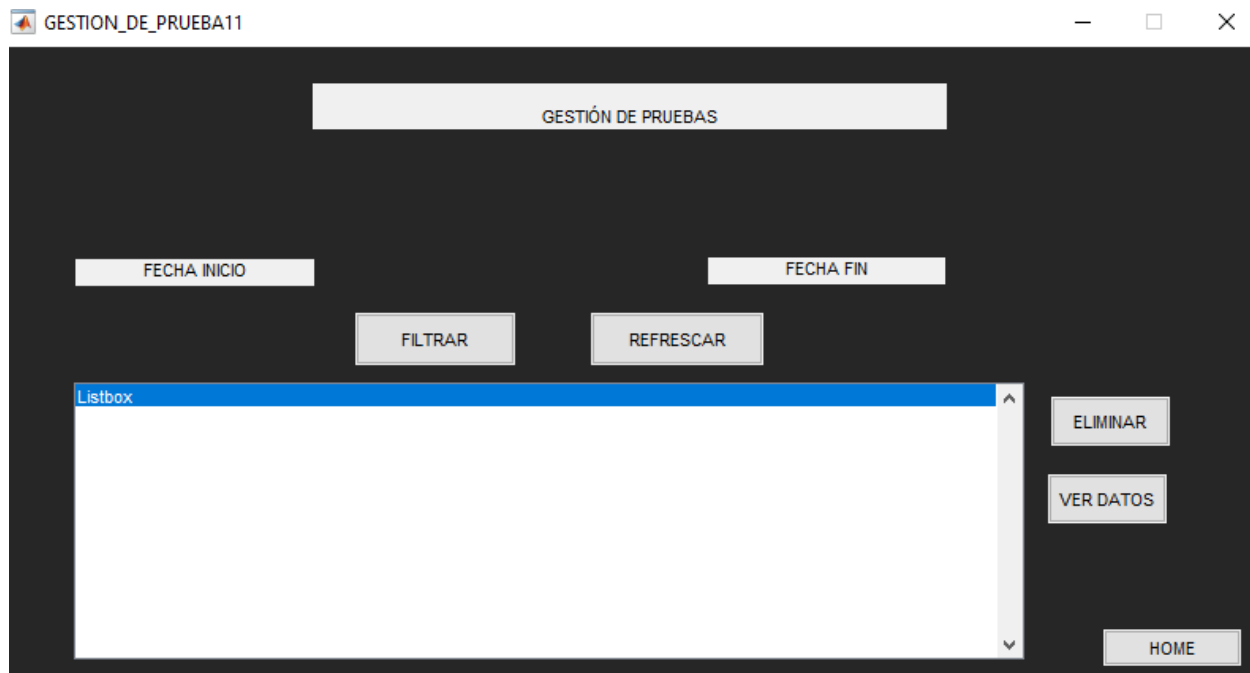 GESTION_DE_PRUEBA11
GESTIÓN DE PRUEBAS
FECHA INICIO
FECHA FIN
FILTRAR
REFRESCAR
Listbox
ELIMINAR
VER DATOS
HOME